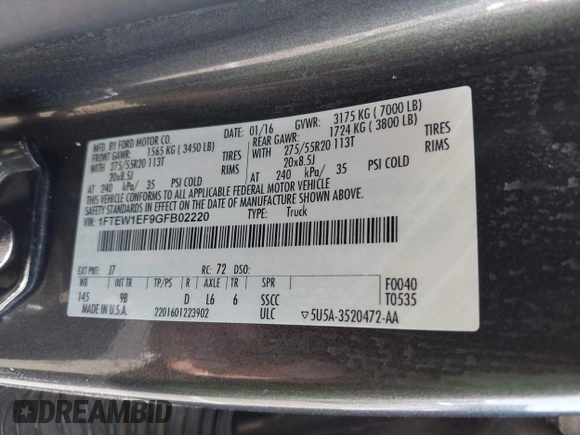 MFD. BY FORD MOTOR CO.
DATE: 01/16
GVWR: 3175 KG ( 7000 LB)
FRONT GAWR: 1565 KG ( 3450 LB)
REAR GAWR: 1724 KG ( 3800 LB)
WITH 275/55R20 113T TIRES
WITH 275/55R20 113T TIRES
20x8.5J RIMS
20x8.5J RIMS
AT 240 kPa/ 35 PSI COLD
AT 240 kPa/ 35 PSI COLD
THIS VEHICLE CONFORMS TO ALL APPLICABLE FEDERAL MOTOR VEHICLE
SAFETY STANDARDS IN EFFECT ON THE DATE OF MANUFACTURE SHOWN ABOVE.
VIN: 1FTEW1EF9GFB02220
TYPE: Truck
EXT PNT: J7 RC: 72 DSO:
WB TP/PS R AXLE TR SPR
145 9B D L6 6 SSCC
F0040
T0535
MADE IN U.S.A. 2201601223902 ULC ▽5U5A-3520472-AA
DREAMBID